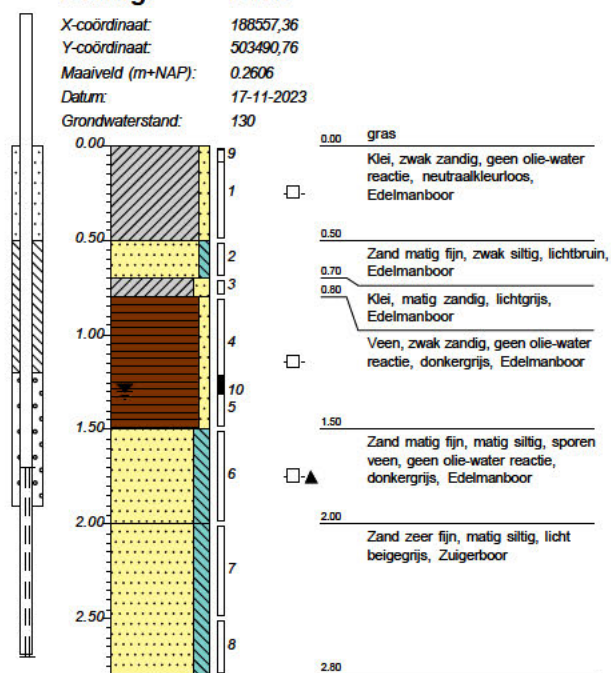 X-coördinaat: 188557,36
Y-coördinaat: 503490,76
Maaiveld (m+NAP): 0.2606
Datum: 17-11-2023
Grondwaterstand: 130
0.00
0.50
1.00
1.50
2.00
2.50
9
1
2
3
4
10
5
6
7
8
0.00 gras
Klei, zwak zandig, geen olie-water
reactie, neutraalkleurloos,
Edelmanboor
0.50
Zand matig fijn, zwak siltig, lichtbruin,
Edelmanboor
0.70
Klei, matig zandig, lichtgrijs,
Edelmanboor
0.80
Veen, zwak zandig, geen olie-water
reactie, donkergrijs, Edelmanboor
1.50
Zand matig fijn, matig siltig, sporen
veen, geen olie-water reactie,
donkergrijs, Edelmanboor
2.00
Zand zeer fijn, matig siltig, licht
beigegrijs, Zuigerboor
2.80